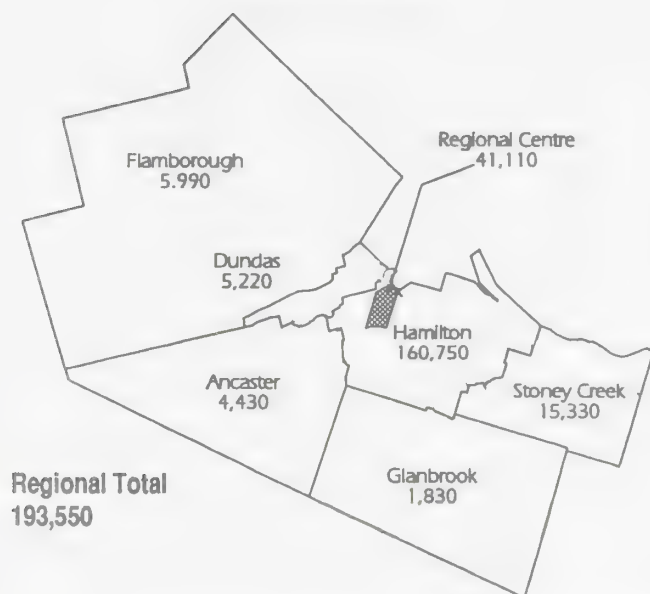 Regional Centre
41,110
Flamborough
5.990
Dundas
5,220
Hamilton
160,750
Ancaster
4,430
Stoney Creek
15,330
Glanbrook
1,830
Regional Total
193,550